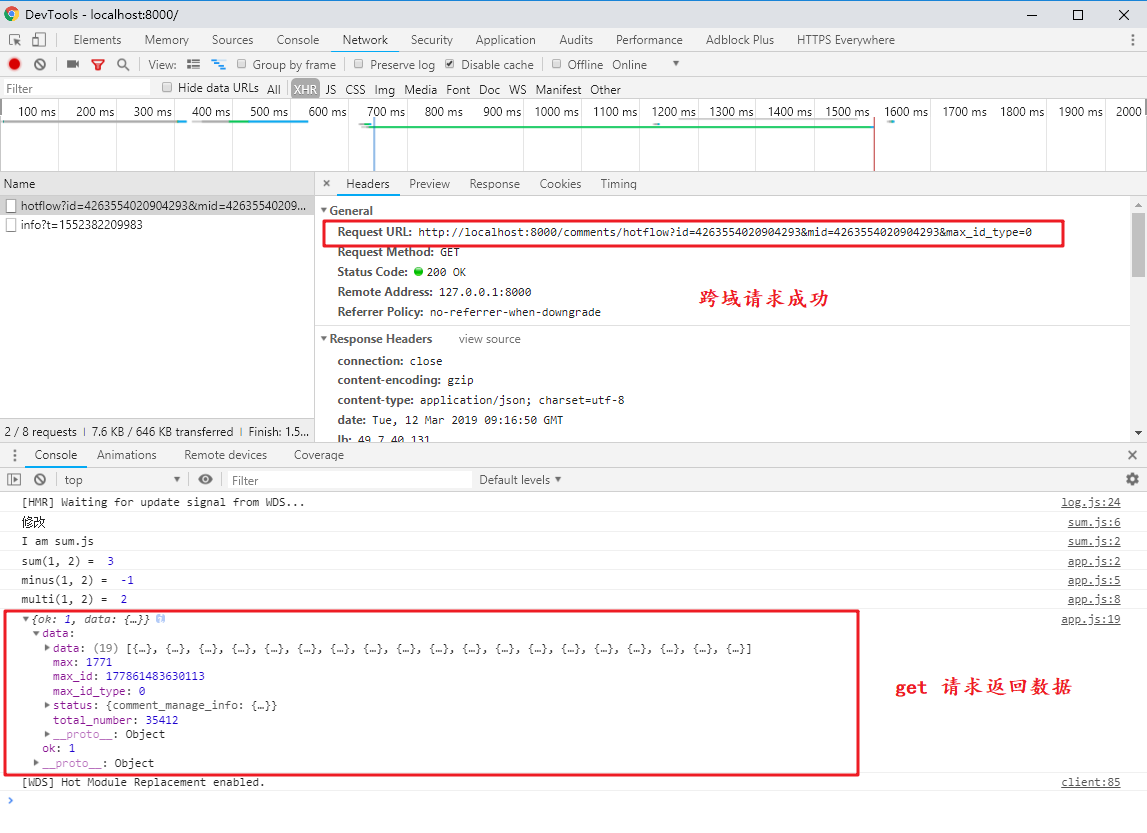 DevTools - localhost:8000/
Elements Memory Sources Console Network Security Application Audits Performance Adblock Plus HTTPS Everywhere
View: Group by frame Preserve log Disable cache Offline Online
Filter Hide data URLs All XHR JS CSS Img Media Font Doc WS Manifest Other
100 ms 200 ms 300 ms 400 ms 500 ms 600 ms 700 ms 800 ms 900 ms 1000 ms 1100 ms 1200 ms 1300 ms 1400 ms 1500 ms 1600 ms 1700 ms 1800 ms 1900 ms 2000
Name
hotflow?id=4263554020904293&mid=42635540209...
info?t=1552382209983
2 / 8 requests 7.6 KB / 646 KB transferred Finish: 1.5...
Headers Preview Response Cookies Timing
General
Request URL: http://localhost:8000/comments/hotflow?id=4263554020904293&mid=4263554020904293&max_id_type=0
Request Method: GET
Status Code: 200 OK
Remote Address: 127.0.0.1:8000
Referrer Policy: no-referrer-when-downgrade
跨域请求成功
Response Headers view source
connection: close
content-encoding: gzip
content-type: application/json; charset=utf-8
date: Tue, 12 Mar 2019 09:16:50 GMT
lb: 49.7.40.131
Console Animations Remote devices Coverage
top Filter Default levels
[HMR] Waiting for update signal from WDS... log.js:24
修改 sum.js:6
I am sum.js sum.js:2
sum(1, 2) = 3 app.js:2
minus(1, 2) = -1 app.js:5
multi(1, 2) = 2 app.js:8
{ok: 1, data: {…}} app.js:19
data:
data: (19) [{…}, {…}, {…}, {…}, {…}, {…}, {…}, {…}, {…}, {…}, {…}, {…}, {…}, {…}, {…}, {…}, {…}, {…}, {…}]
max: 1771
max_id: 177861483630113
max_id_type: 0
status: {comment_manage_info: {…}}
total_number: 35412
__proto__: Object
ok: 1
__proto__: Object
get 请求返回数据
[WDS] Hot Module Replacement enabled. client:85